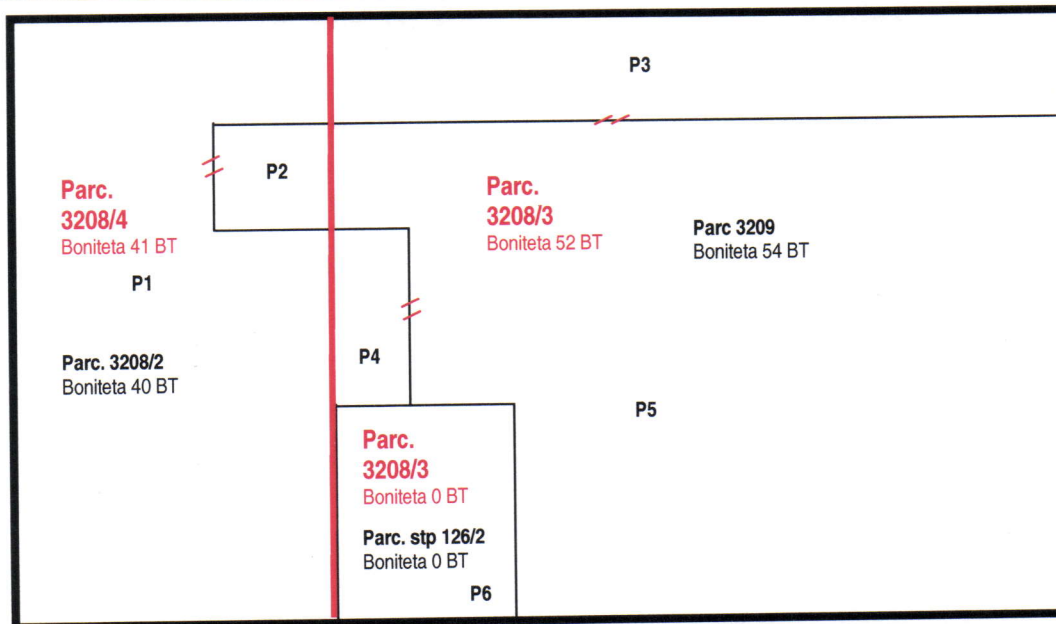 P3
P2
Parc.
3208/4
Boniteta 41 BT
Parc.
3208/3
Boniteta 52 BT
Parc 3209
Boniteta 54 BT
P1
Parc. 3208/2
Boniteta 40 BT
P4
P5
Parc.
3208/3
Boniteta 0 BT
Parc. stp 126/2
Boniteta 0 BT
P6